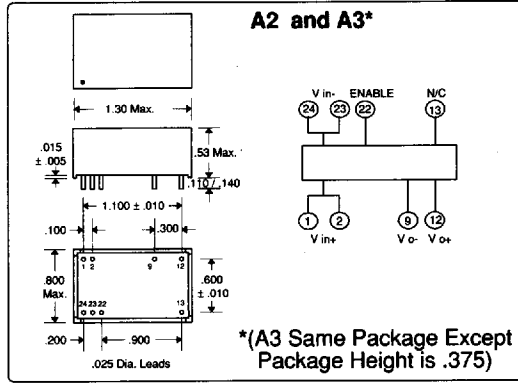 A2 and A3*
1.30 Max.
.015
± .005
.53 Max.
.110 / .140
1.100 ± .010
.100
.300
1 2 9 12
.800
Max.
.600
± .010
24 23 22 13
.200
.900
.025 Dia. Leads
V in- ENABLE N/C
24 23 22 13
1 2 9 12
V in+ V o- V o+
*(A3 Same Package Except
Package Height is .375)